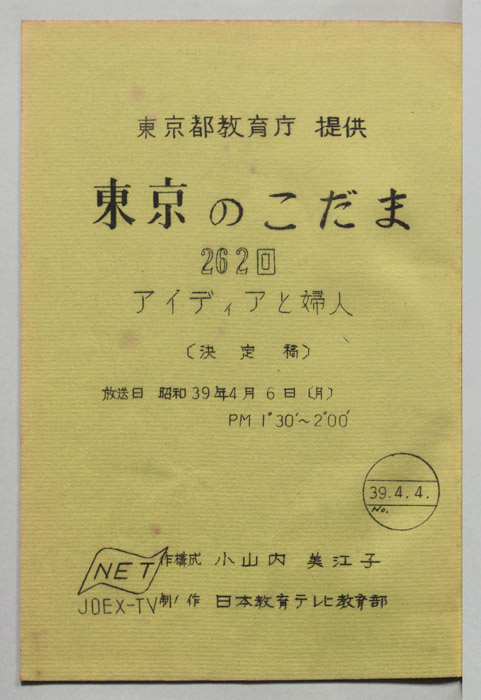 東京都教育庁 提供
東京のこだま
262回
アイディアと婦人
(決定稿)
放送日 昭和39年4月6日(月)
PM 1°30'～2°00'
39.4.4.
No.
NET
作構成 小山内 美江子
JOEX-TV
制作 日本教育テレビ教育部